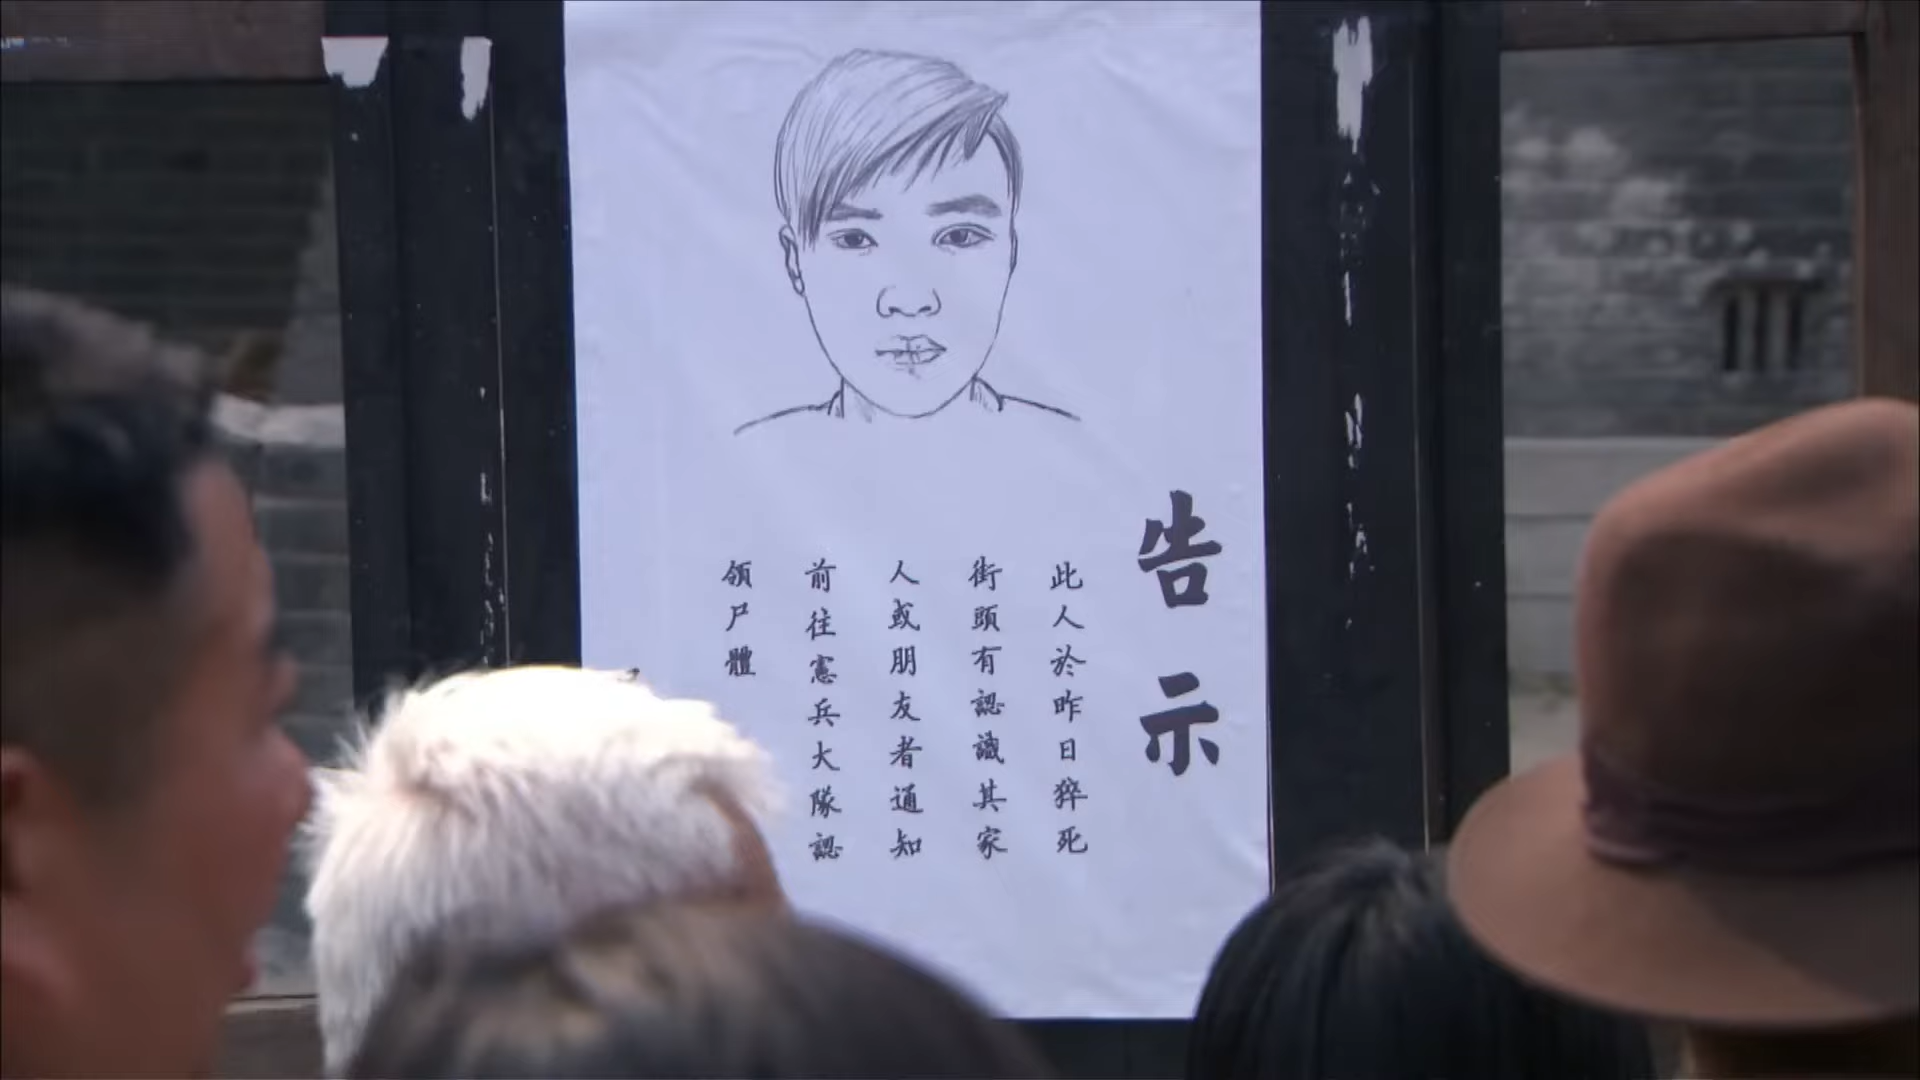 告示
此人於昨日猝死
街頭有認識其家
人或朋友者通知
前往憲兵大隊認
領尸體